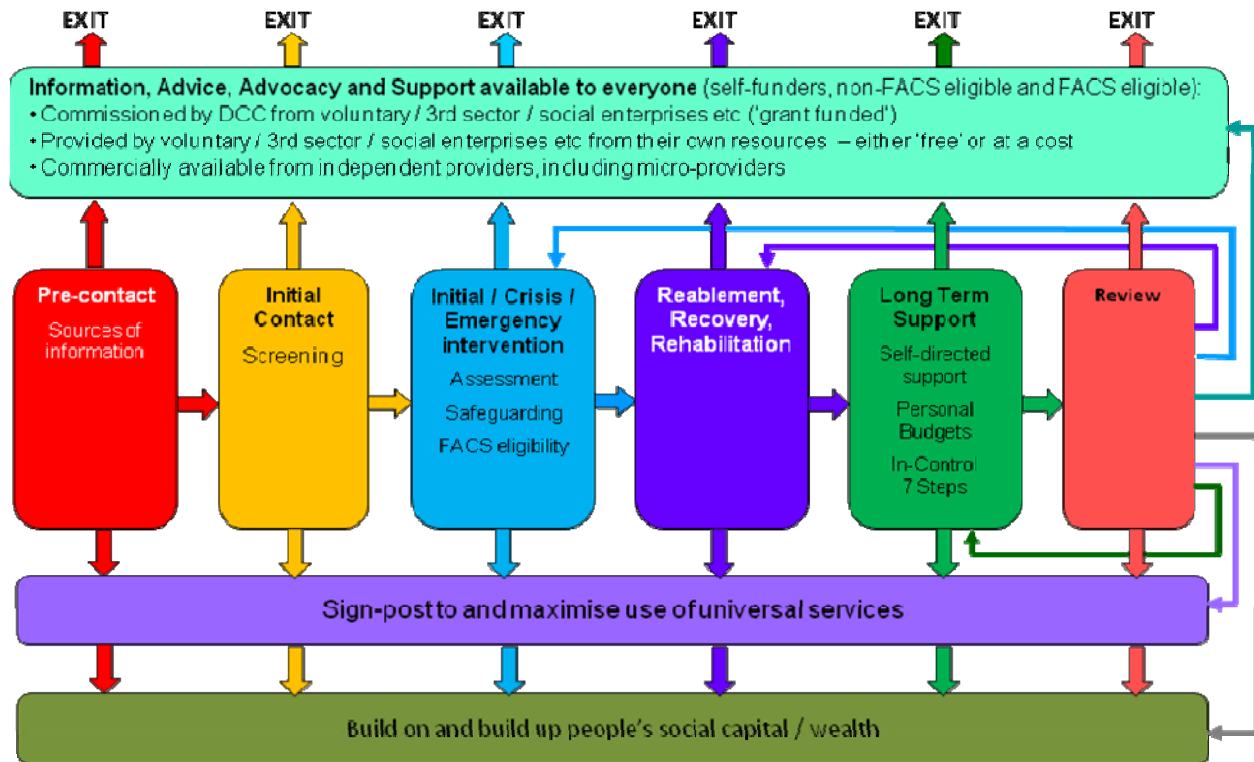 EXIT EXIT EXIT EXIT EXIT EXIT
Information, Advice, Advocacy and Support available to everyone (self-funders, non-FACS eligible and FACS eligible):
• Commissioned by DCC from voluntary / 3rd sector / social enterprises etc ('grant funded')
• Provided by voluntary / 3rd sector / social enterprises etc from their own resources – either 'free' or at a cost
• Commercially available from independent providers, including micro-providers
Pre-contact
Sources of
information
Initial
Contact
Screening
Initial / Crisis /
Emergency
intervention
Assessment
Safeguarding
FACS eligibility
Reablement,
Recovery,
Rehabilitation
Long Term
Support
Self-directed
support
Personal
Budgets
In-Control
7 Steps
Review
Sign-post to and maximise use of universal services
Build on and build up people's social capital / wealth